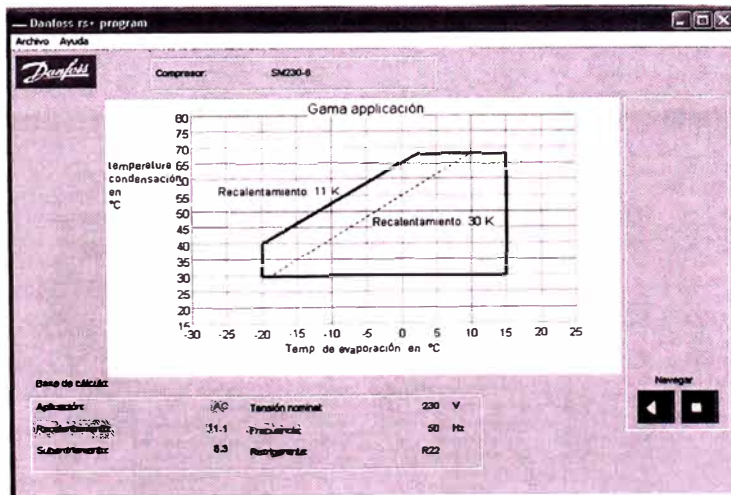 Danfoss rs+ program
Archivo Ayuda
Danfoss
Compresor: SM230-6
Gama applicación
temperatura condensación en °C
80
70
65
60
55
50
45
40
35
30
25
20
15
Recalentamiento 11 K
Recalentamiento 30 K
-30 -25 -20 -15 -10 -5 0 5 10 15 20 25
Temp de evaporación en °C
Base de cálculo:
Aplicación: AC Tensión nominal: 230 V
Recalentamiento: 11.1 Frecuencia: 50 Hz
Subenfriamiento: 8.3 Refrigerante: R22
Navegar